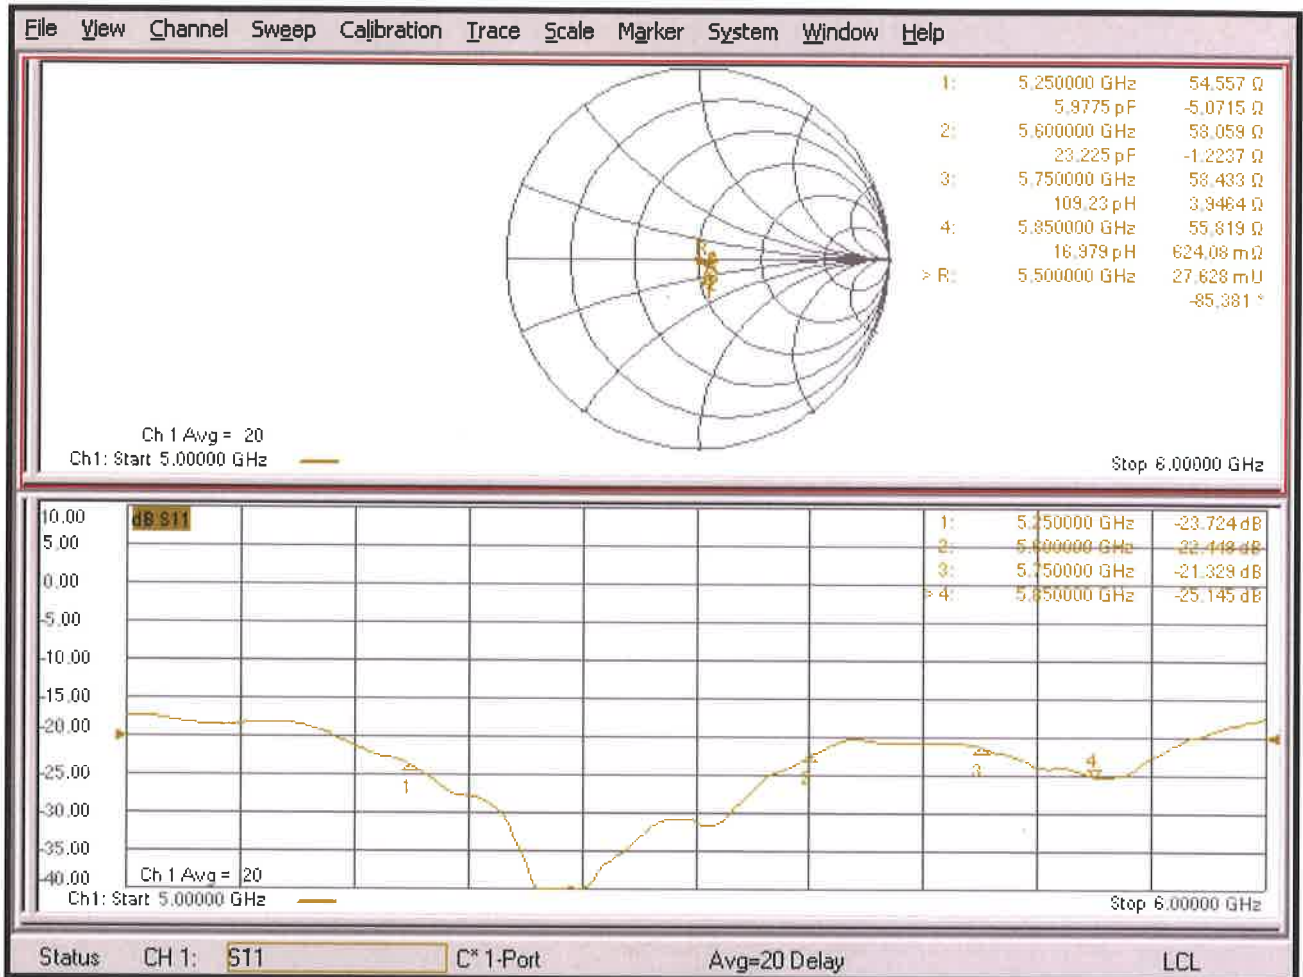 File View Channel Sweep Calibration Trace Scale Marker System Window Help
1: 5.250000 GHz 54.557 Ω
5.9775 pF -5.0715 Ω
2: 5.600000 GHz 58.059 Ω
23.225 pF -1.2237 Ω
3: 5.750000 GHz 58.433 Ω
109.23 pH 3.9464 Ω
4: 5.850000 GHz 55.819 Ω
16.979 pH 624.08 mΩ
> R: 5.500000 GHz 27.628 mU
-85.381 °
R
Ch 1 Avg = 20
Ch1: Start 5.00000 GHz
Stop 6.00000 GHz
dB S11
1: 5.250000 GHz -23.724 dB
2: 5.600000 GHz -22.448 dB
3: 5.750000 GHz -21.329 dB
> 4: 5.850000 GHz -25.145 dB
10.00
5.00
0.00
-5.00
-10.00
-15.00
-20.00
-25.00
-30.00
-35.00
-40.00
1
2
3
4
Ch 1 Avg = 20
Ch1: Start 5.00000 GHz
Stop 6.00000 GHz
Status CH 1: S11 C* 1-Port Avg=20 Delay LCL